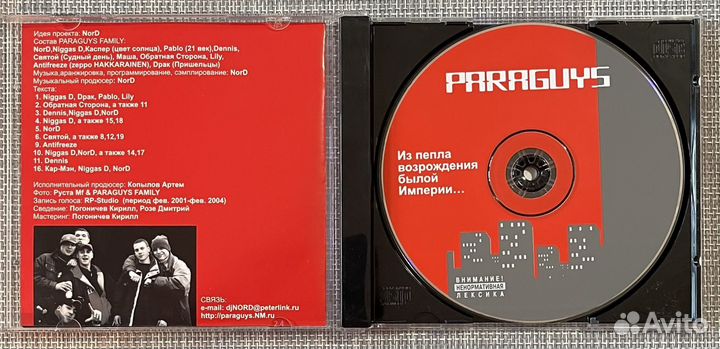 Идея проекта: NorD
Состав PARAGUYS FAMILY:
NorD,Niggas D,Каспер (цвет солнца), Pablo (21 век),Dennis,
Святой (Судный день), Маша, Обратная Сторона, Lily,
Antifreeze (zeppo HAKKARAINEN), Dрак (Пришельцы)
Музыка,аранжировка, программирование, сэмплирование: NorD
Музыкальный продюсер: NorD
Текста:
1. Niggas D, Dрак, Pablo, Lily
2. Обратная Сторона, а также 11
3. Dennis,Niggas D,NorD
4. Niggas D, а также 15,18
5. NorD
6. Святой, а также 8,12,19
9. Antifreeze
10. Niggas D,NorD, а также 14,17
11. Dennis
16. Кар-Мэн, Niggas D, NorD
Исполнительный продюсер: Копылов Артем
Фото: Руста Mf & PARAGUYS FAMILY
Запись голоса: RP-Studio (период фев. 2001-фев. 2004)
Сведение: Погоничев Кирилл, Розе Дмитрий
Мастеринг: Погоничев Кирилл
СВЯЗЬ:
e-mail: djNORD@peterlink.ru
http://paraguys.NM.ru
PARAGUYS
Из пепла
возрождения
былой
Империи...
ВНИМАНИЕ!
НЕНОРМАТИВНАЯ
ЛЕКСИКА
Avito